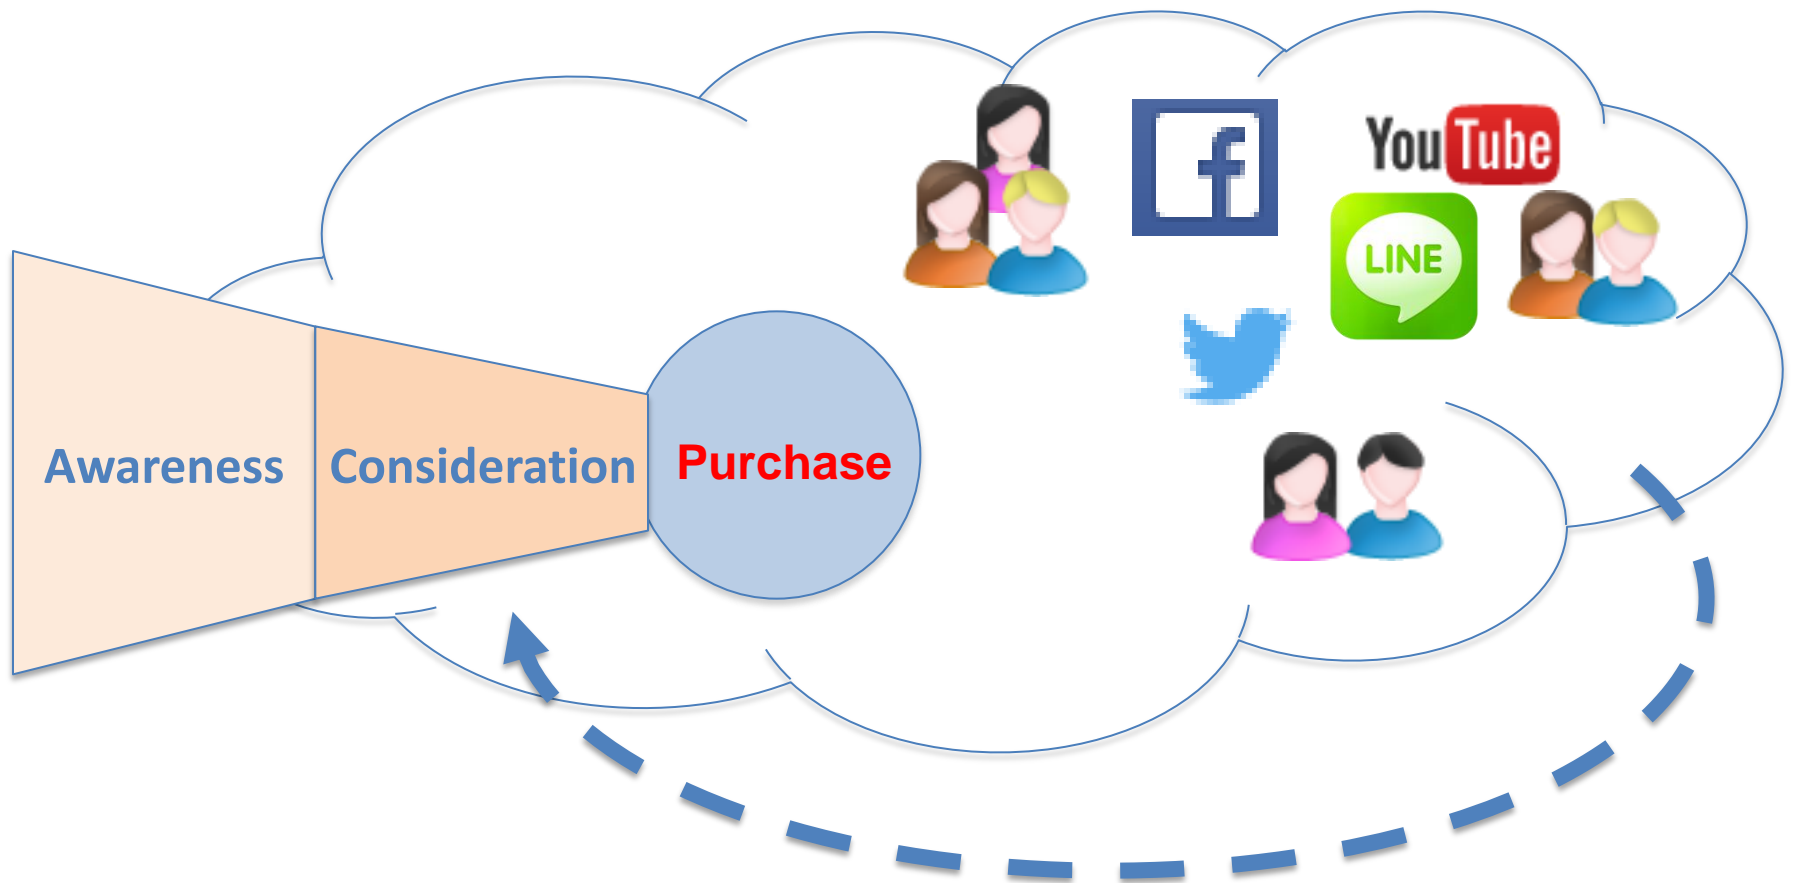 Awareness
Consideration
Purchase
f
YouTube
LINE